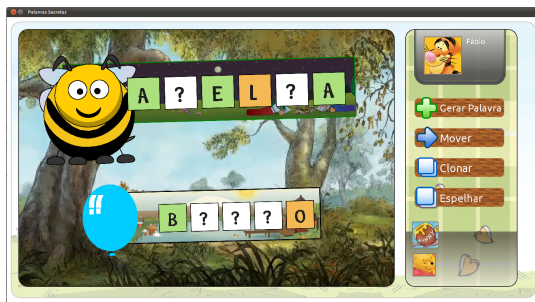 Palavras Secretas
Fábio
A ? E L ? A
Gerar Palavra
Mover
Clonar
Espelhar
B ? ? ? O